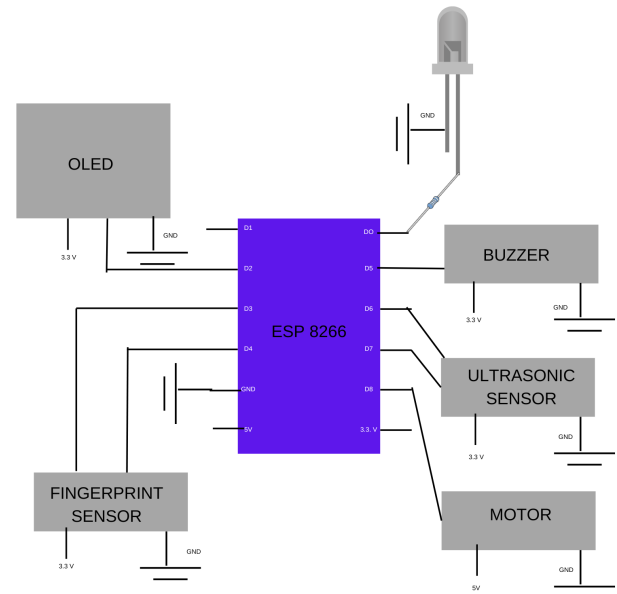 GND
OLED
GND
3.3 V
D1
D2
D3
D4
GND
5V
ESP 8266
DO
D5
D6
D7
D8
3.3. V
BUZZER
3.3 V
GND
ULTRASONIC
SENSOR
3.3 V
GND
FINGERPRINT
SENSOR
3.3 V
GND
MOTOR
5V
GND